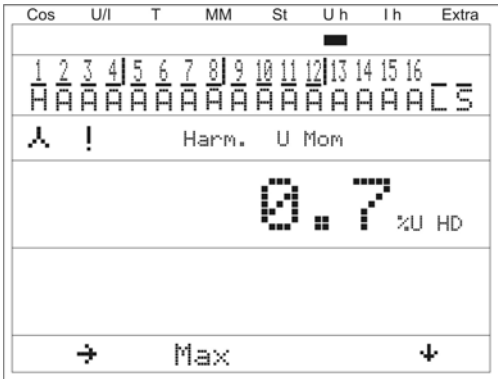 Cos U/I T MM St U h I h Extra
1 2 3 4 5 6 7 8 9 10 11 12 13 14 15 16
A A A A A A A A A A A A A A A A C S
! Harm. U Mom
0.7 %U HD
→ Max ↓